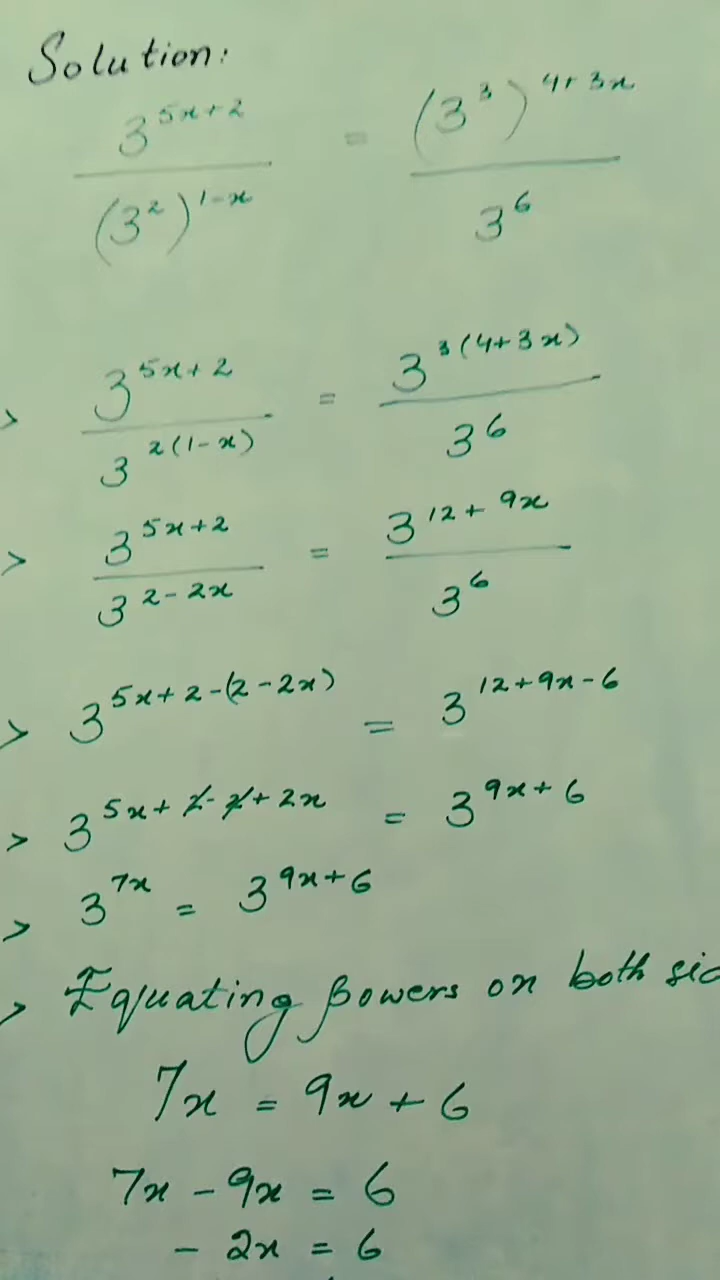 Solution:
3^(5x+2) / (3^2)^(1-x) = (3^3)^(4+3x) / 3^6
> 3^(5x+2) / 3^(2(1-x)) = 3^(3(4+3x)) / 3^6
> 3^(5x+2) / 3^(2-2x) = 3^(12+9x) / 3^6
> 3^(5x+2-(2-2x)) = 3^(12+9x-6)
> 3^(5x+2-2+2x) = 3^(9x+6)
> 3^(7x) = 3^(9x+6)
> Equating powers on both sid
7x = 9x + 6
7x - 9x = 6
- 2x = 6